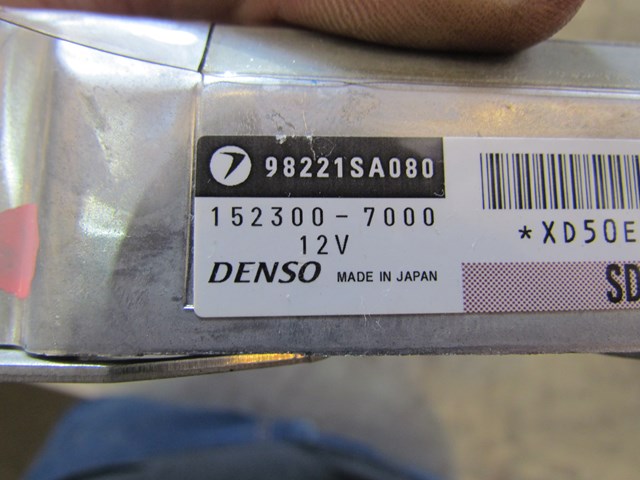 98221SA080
152300-7000
12V
DENSO MADE IN JAPAN
*XD50E
SD